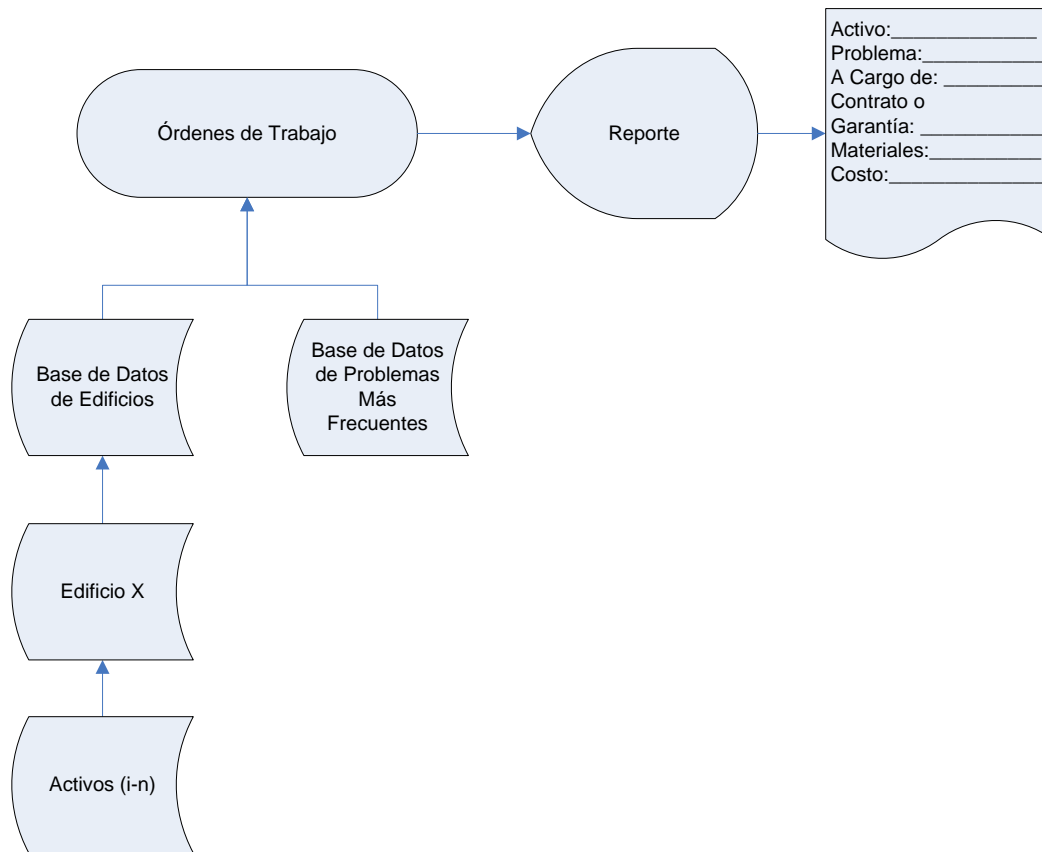 Órdenes de Trabajo
Reporte
Activo:_____________
Problema:___________
A Cargo de: _________
Contrato o
Garantía: ___________
Materiales:__________
Costo:______________
Base de Datos
de Edificios
Base de Datos
de Problemas
Más
Frecuentes
Edificio X
Activos (i-n)